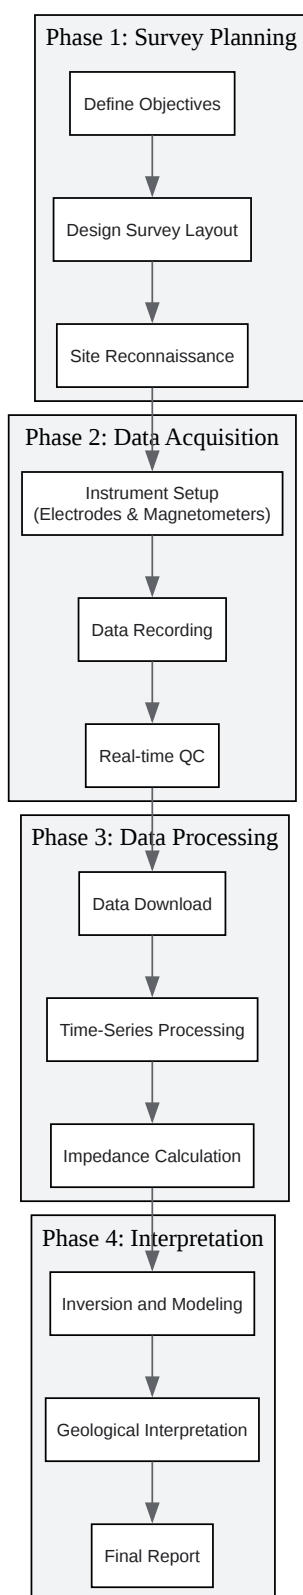 Phase 1: Survey Planning
Define Objectives
Design Survey Layout
Site Reconnaissance
Phase 2: Data Acquisition
Instrument Setup
(Electrodes & Magnetometers)
Data Recording
Real-time QC
Phase 3: Data Processing
Data Download
Time-Series Processing
Impedance Calculation
Phase 4: Interpretation
Inversion and Modeling
Geological Interpretation
Final Report